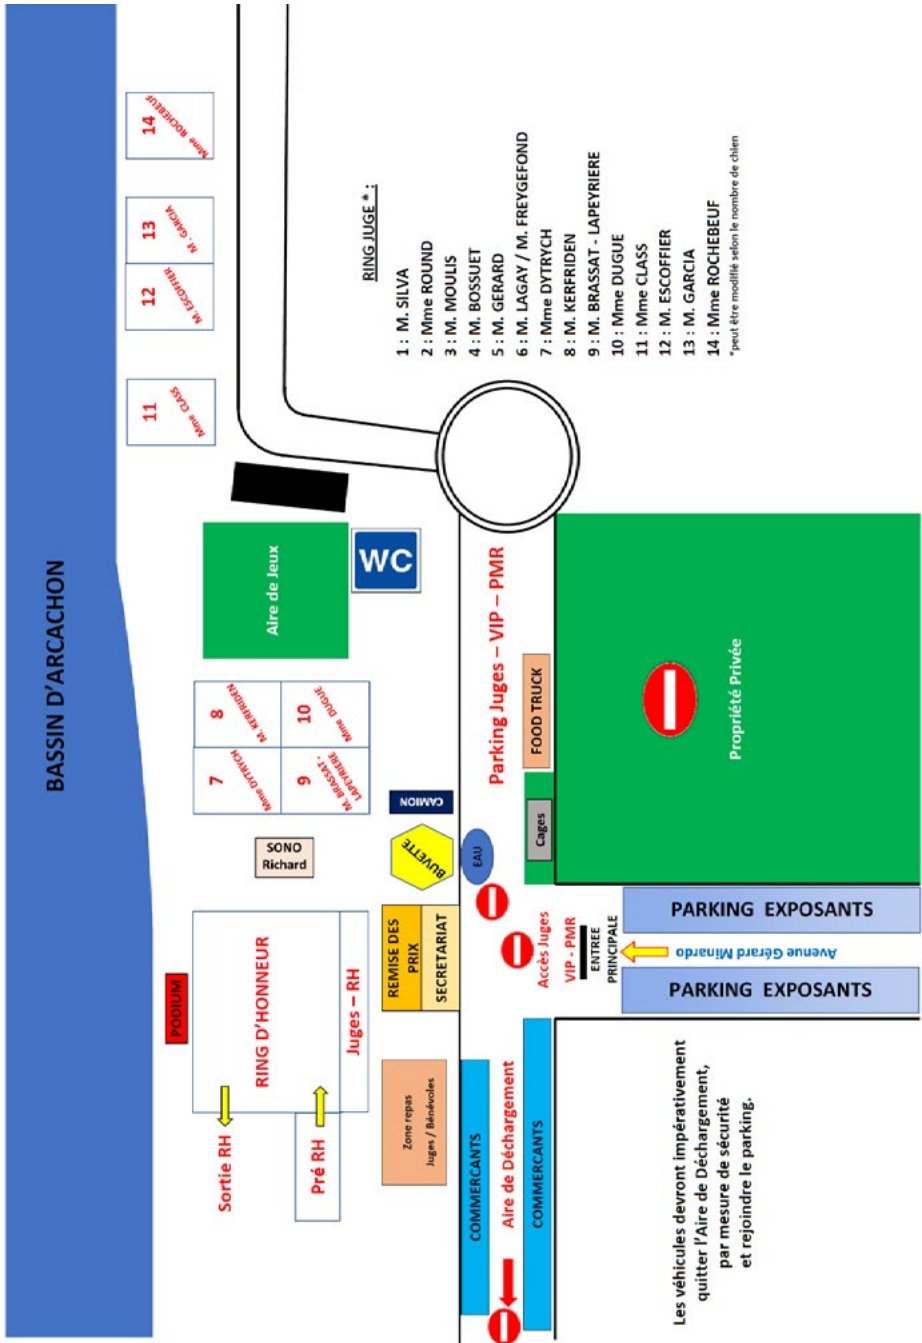 BASSIN D'ARCACHON
PODIUM
Sortie RH
Pré RH
RING D'HONNEUR
Juges – RH
SONO
Richard
7
Mme DYTRYCH
8
M. KERFRIDEN
9
M. BRASSAT -
LAPEYRIERE
10
Mme DUGUE
Aire de Jeux
WC
11
Mme CLASS
12
M. ESCOFFIER
13
M. GARCIA
14
Mme ROCHEBEUF
Zone repas
Juges / Bénévoles
REMISE DES
PRIX
SECRETARIAT
BUVETTE
CAMION
EAU
COMMERCANTS
Aire de Déchargement
COMMERCANTS
Parking Juges – VIP – PMR
Cages
FOOD TRUCK
Accès Juges
VIP - PMR
ENTREE
PRINCIPALE
PARKING EXPOSANTS
Avenue Gérard Minardo
PARKING EXPOSANTS
Propriété Privée
RING JUGE * :
1 : M. SILVA
2 : Mme ROUND
3 : M. MOULIS
4 : M. BOSSUET
5 : M. GERARD
6 : M. LAGAY / M. FREYGEFOND
7 : Mme DYTRYCH
8 : M. KERFRIDEN
9 : M. BRASSAT - LAPEYRIERE
10 : Mme DUGUE
11 : Mme CLASS
12 : M. ESCOFFIER
13 : M. GARCIA
14 : Mme ROCHEBEUF
*peut être modifié selon le nombre de chien
Les véhicules devront impérativement
quitter l'Aire de Déchargement,
par mesure de sécurité
et rejoindre le parking.